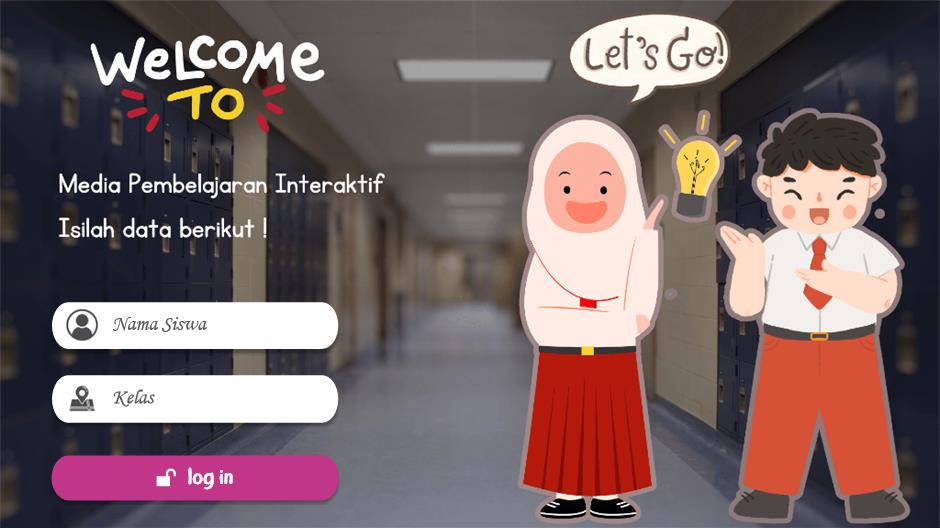 WeLCOMe
TO
Let's Go!
Media Pembelajaran Interaktif
Isilah data berikut !
Nama Siswa
Kelas
log in